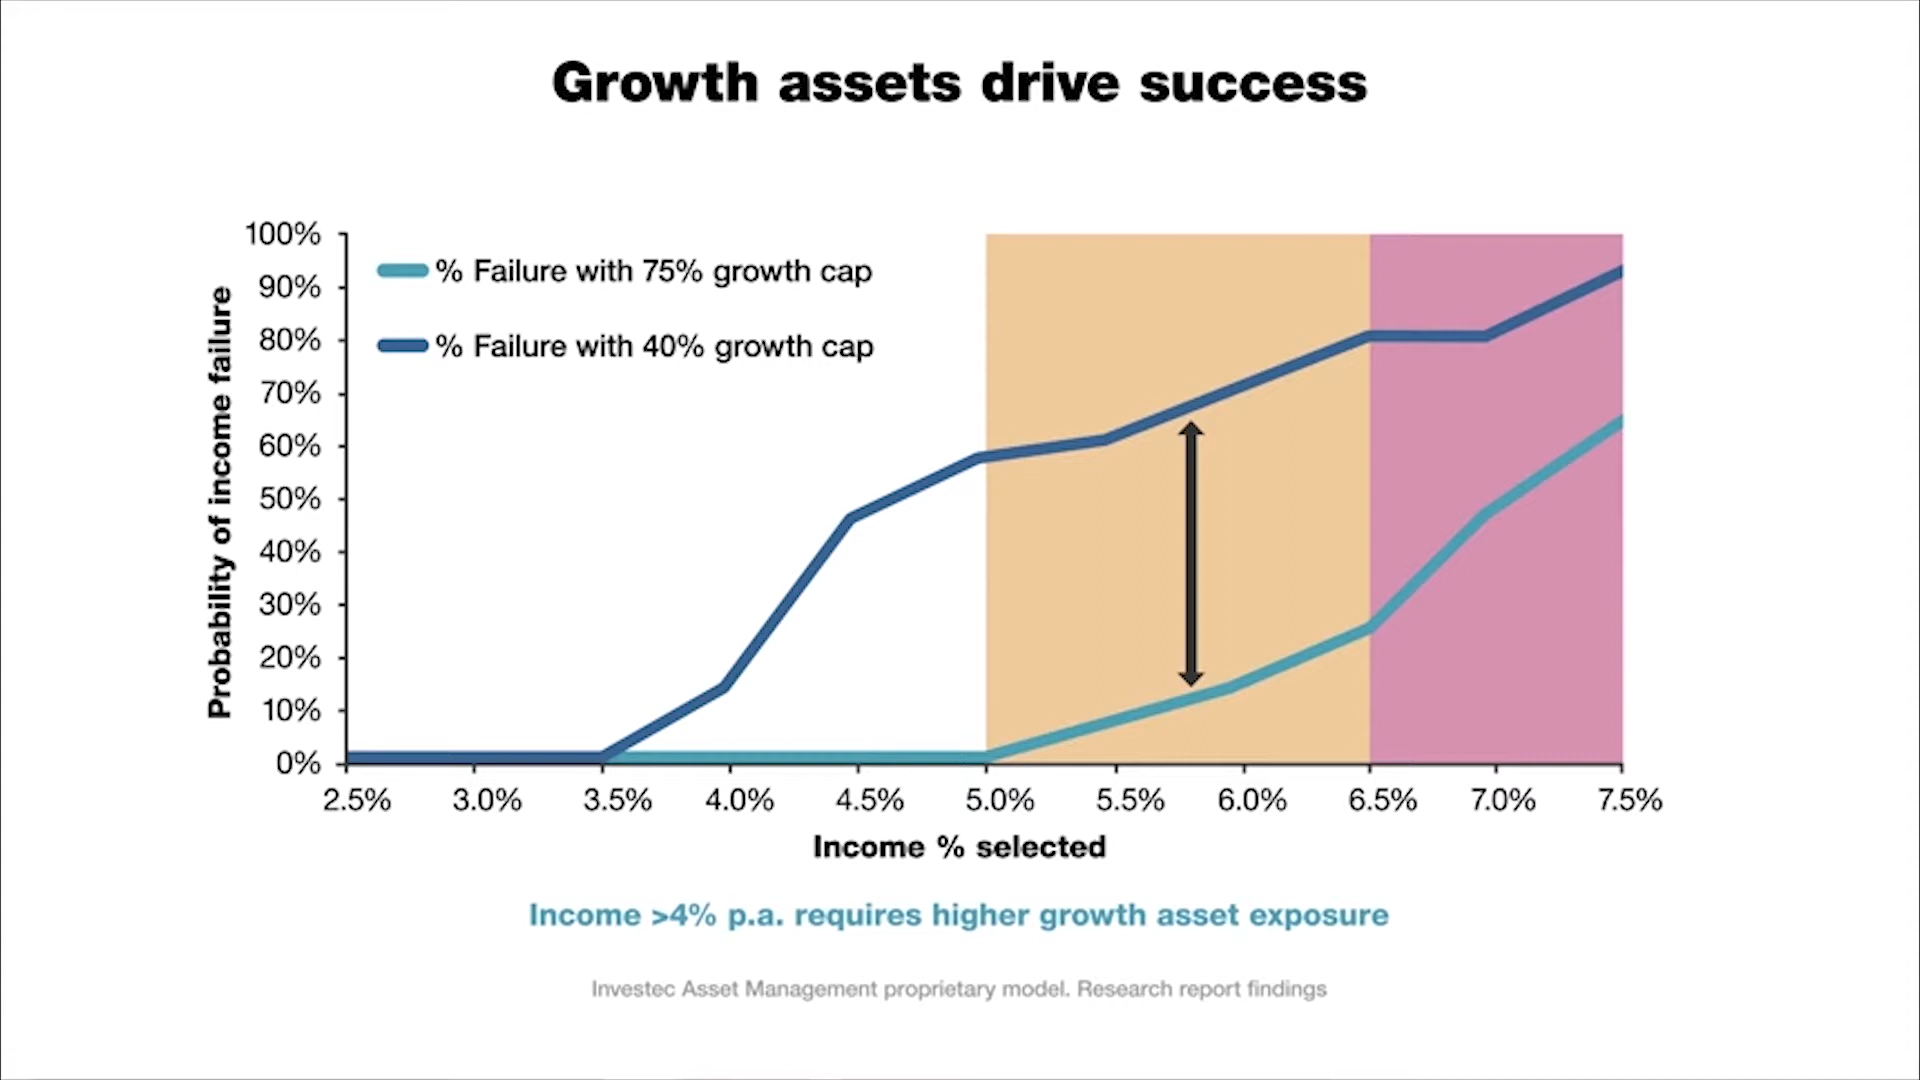 Growth assets drive success
100%
90%
80%
70%
60%
50%
40%
30%
20%
10%
0%
Probability of income failure
% Failure with 75% growth cap
% Failure with 40% growth cap
2.5% 3.0% 3.5% 4.0% 4.5% 5.0% 5.5% 6.0% 6.5% 7.0% 7.5%
Income % selected
Income >4% p.a. requires higher growth asset exposure
Investec Asset Management proprietary model. Research report findings